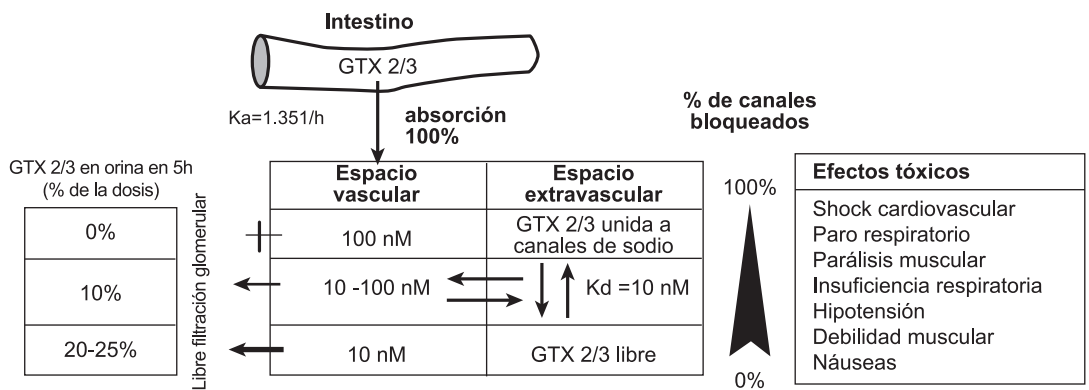 Intestino
GTX 2/3
Ka=1.351/h
absorción
100%
% de canales
bloqueados
GTX 2/3 en orina en 5h
(% de la dosis)
0%
10%
20-25%
Libre filtración glomerular
Espacio
vascular
Espacio
extravascular
100 nM
GTX 2/3 unida a
canales de sodio
10 -100 nM
Kd =10 nM
10 nM
GTX 2/3 libre
100%
0%
Efectos tóxicos
Shock cardiovascular
Paro respiratorio
Parálisis muscular
Insuficiencia respiratoria
Hipotensión
Debilidad muscular
Náuseas